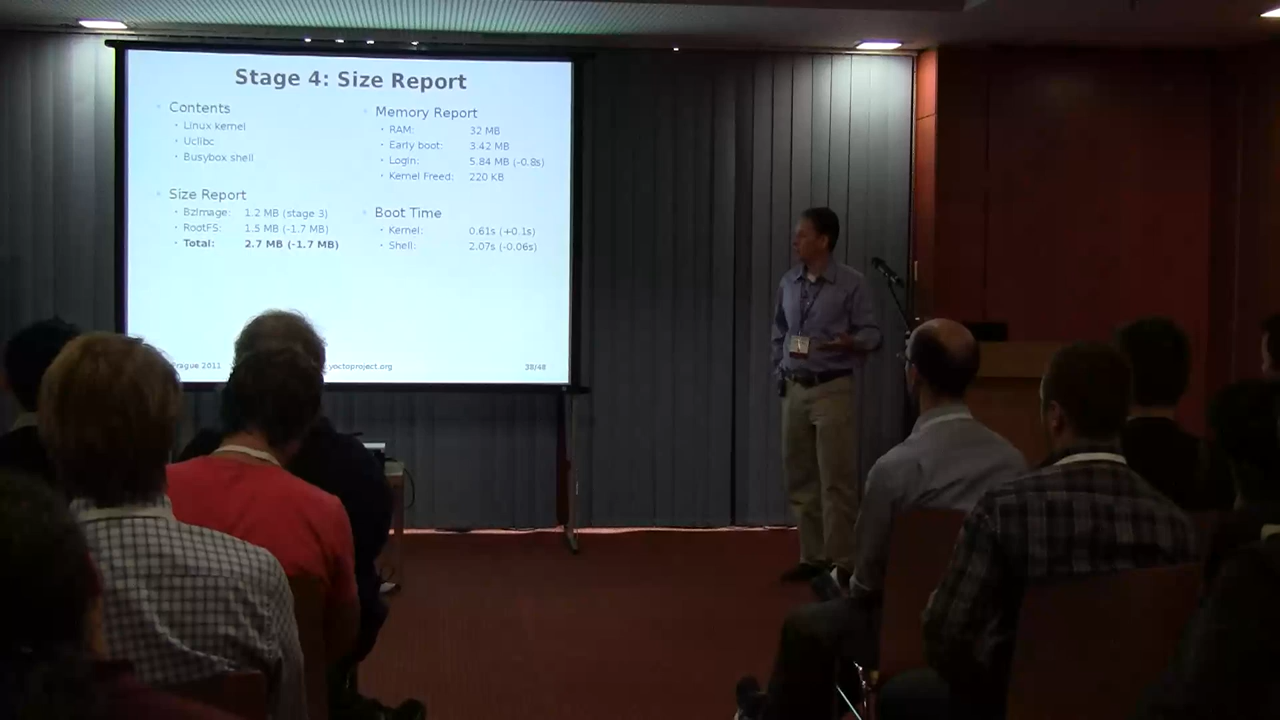 Stage 4: Size Report
Contents
Linux kernel
Uclibc
Busybox shell
Size Report
BzImage: 1.2 MB (stage 3)
RootFS: 1.5 MB (-1.7 MB)
Total: 2.7 MB (-1.7 MB)
Memory Report
RAM: 32 MB
Early boot: 3.42 MB
Login: 5.84 MB (-0.8s)
Kernel Freed: 220 KB
Boot Time
Kernel: 0.61s (+0.1s)
Shell: 2.07s (-0.06s)
Prague 2011
yoctoproject.org
38/48